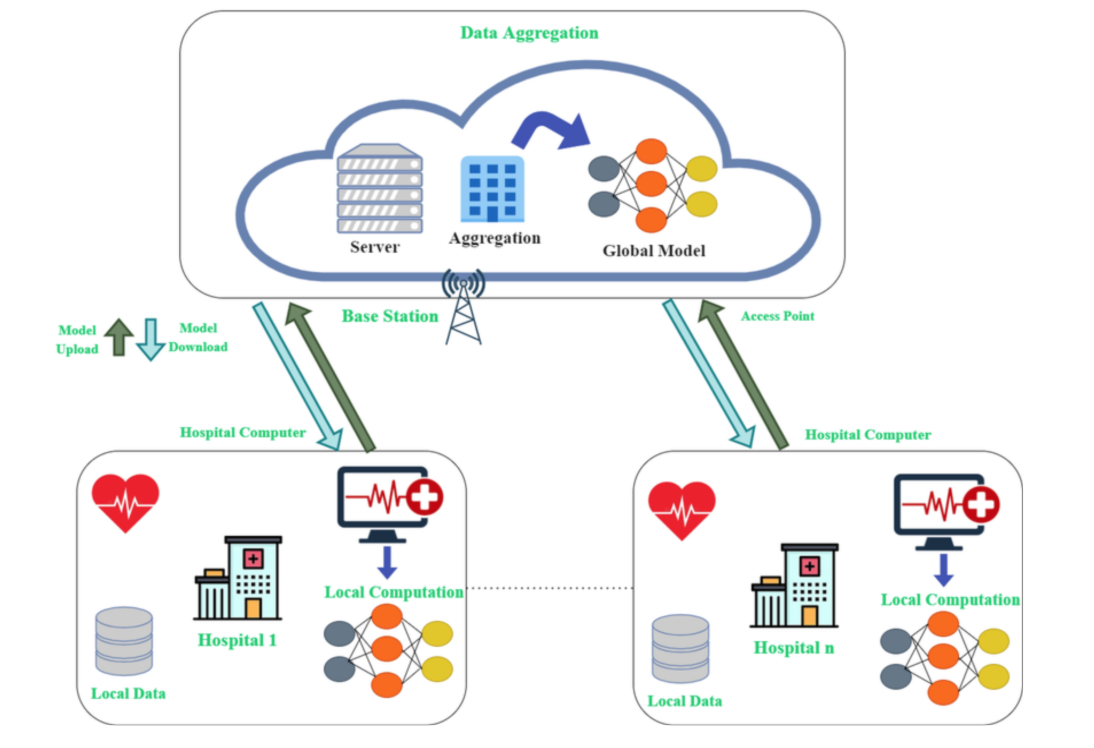 Data Aggregation
Server
Aggregation
Global Model
Base Station
Access Point
Model
Upload
Model
Download
Hospital Computer
Hospital Computer
Local Computation
Hospital 1
Local Data
Local Computation
Hospital n
Local Data